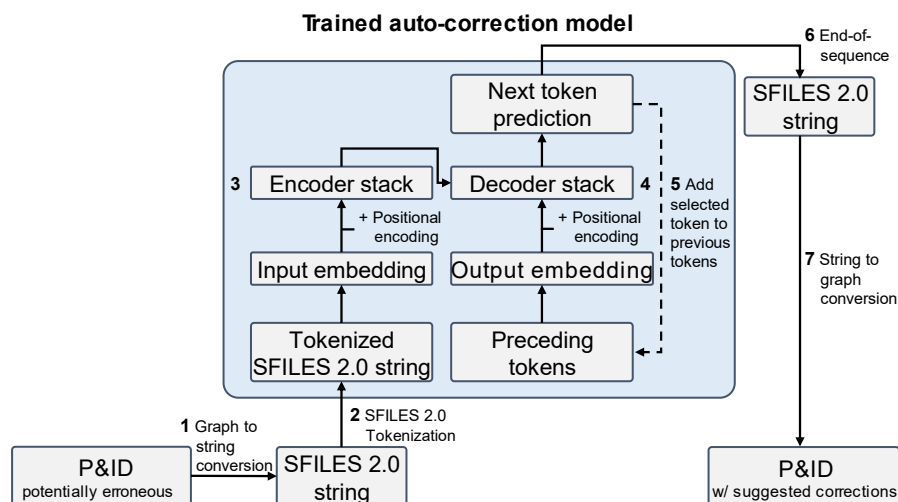 Trained auto-correction model
6 End-of-
sequence
Next token
prediction
SFILES 2.0
string
3
Encoder stack
Decoder stack
4
5 Add
selected
token to
previous
tokens
+ Positional
encoding
+ Positional
encoding
Input embedding
Output embedding
7 String to
graph
conversion
Tokenized
SFILES 2.0 string
Preceding
tokens
1 Graph to
string
conversion
2 SFILES 2.0
Tokenization
P&ID
potentially erroneous
SFILES 2.0
string
P&ID
w/ suggested corrections